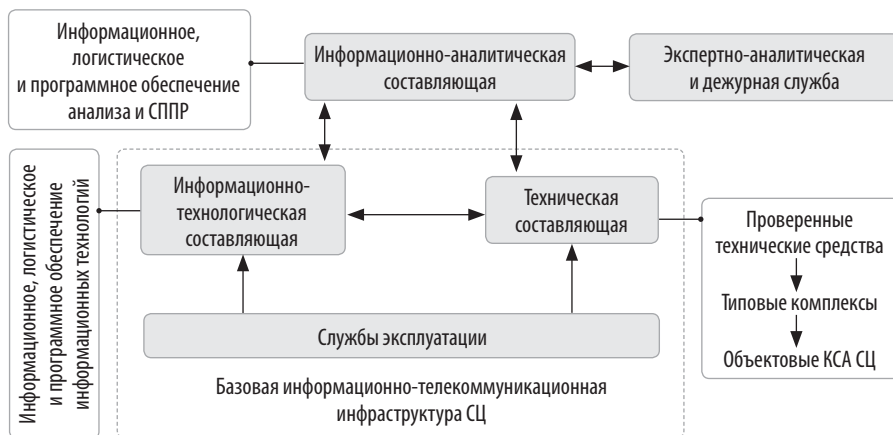 Информационное,
логистическое
и программное обеспечение
анализа и СППР
Информационно-аналитическая
составляющая
Экспертно-аналитическая
и дежурная служба
Информационное, логистическое
и программное обеспечение
информационных технологий
Информационно-
технологическая
составляющая
Техническая
составляющая
Проверенные
технические средства
Типовые комплексы
Объектовые КСА СЦ
Службы эксплуатации
Базовая информационно-телекоммуникационная
инфраструктура СЦ